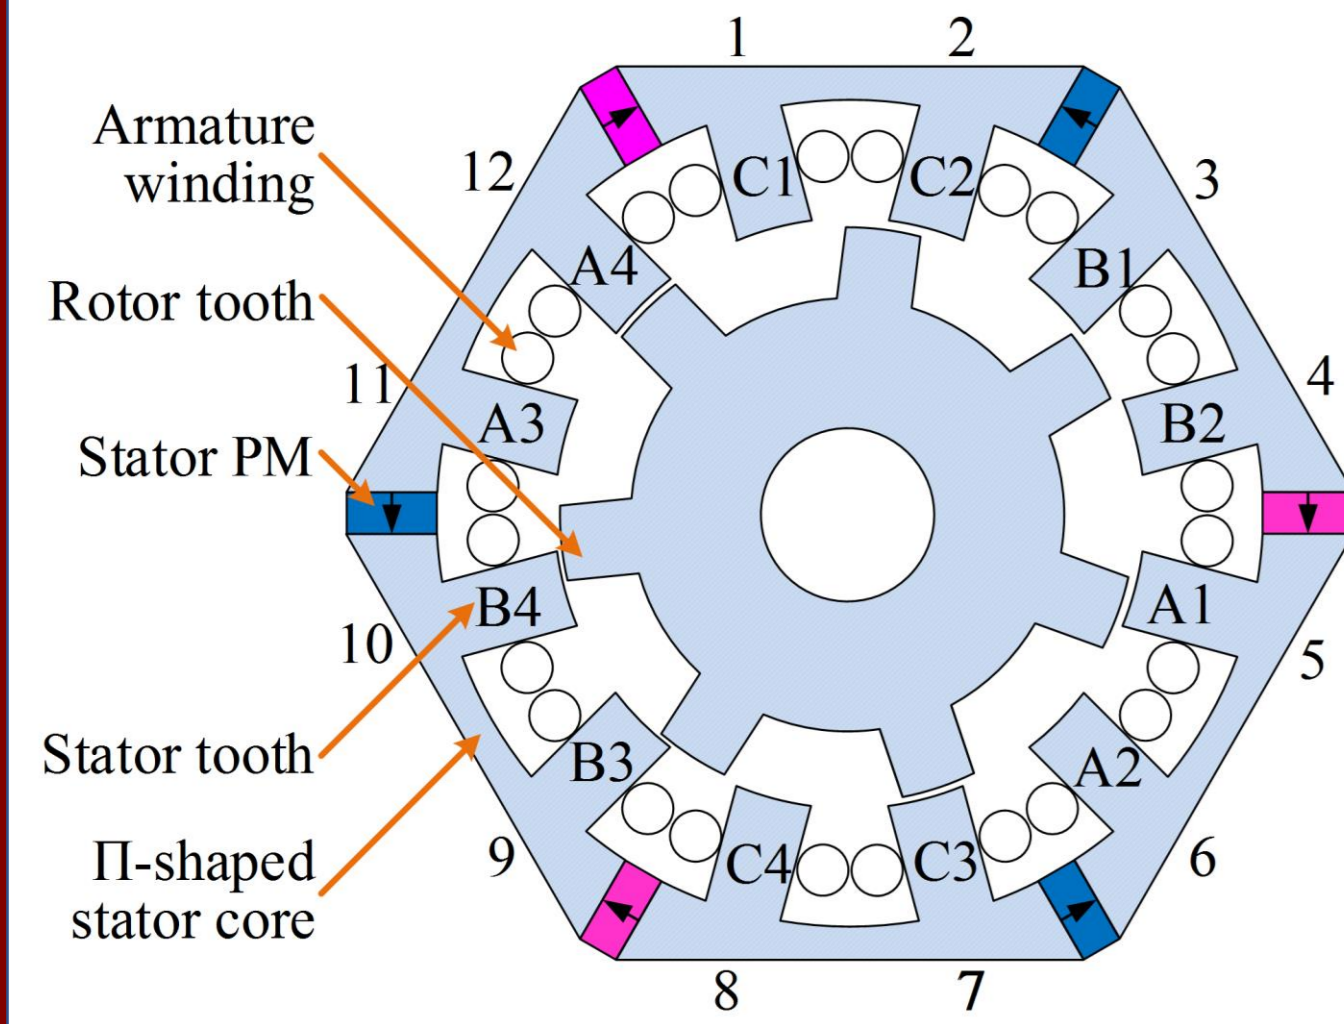 1
2
Armature
winding
12
3
C1
C2
A4
B1
Rotor tooth
11
4
A3
B2
Stator PM
B4
A1
10
5
Stator tooth
B3
A2
Π-shaped
stator core
9
6
C4
C3
8
7